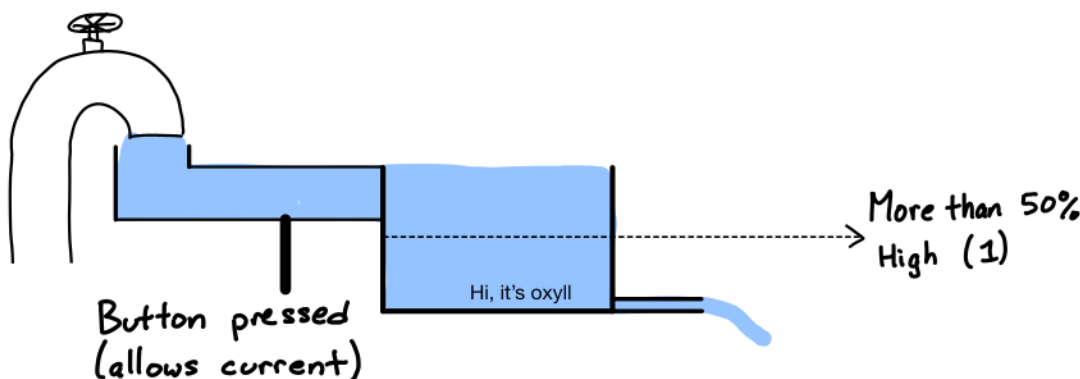 More than 50%
High (1)
Hi, it's oxyll
Button pressed
(allows current)